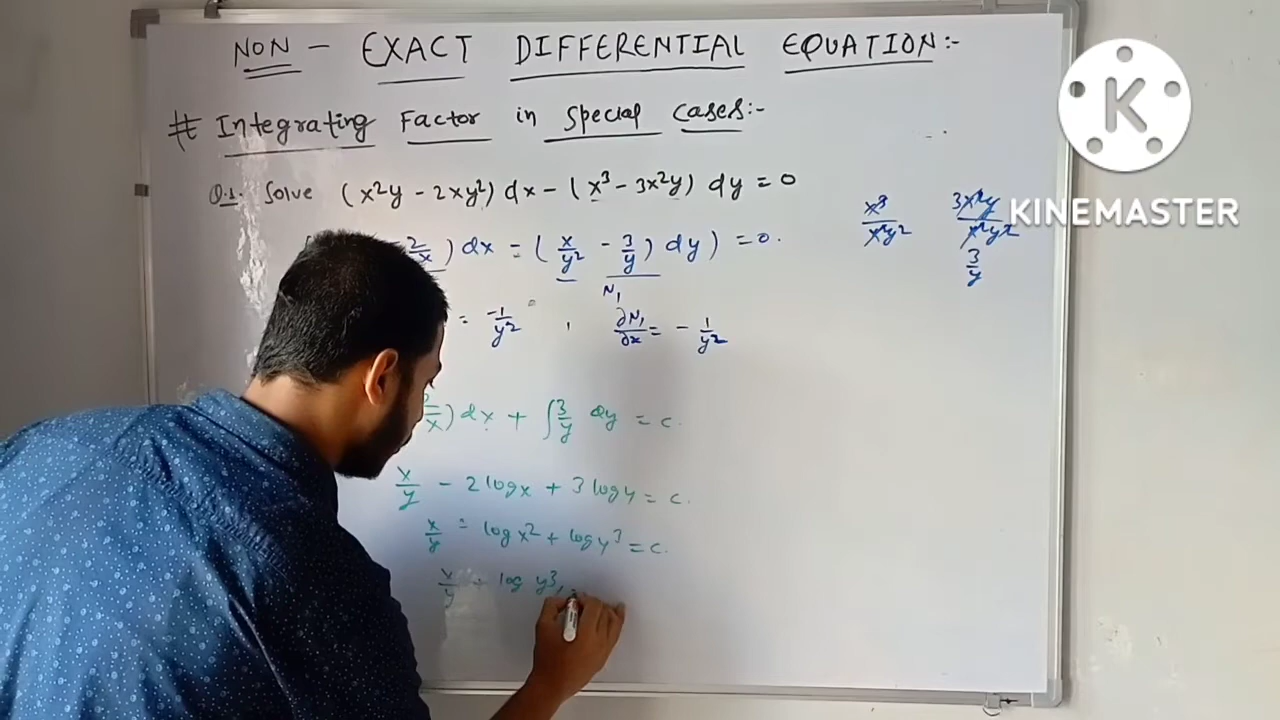 NON - EXACT DIFFERENTIAL EQUATION:-
# Integrating Factor in Special Cases:-
Q.1. Solve (x²y - 2xy²) dx - (x³ - 3x²y) dy = 0
2/x) dx = (x/y² - 3/y) dy) = 0.
N₁
= -1/y² , ∂N₁/∂x = - 1/y²
x³/x²y² 3x²y/x²y²
3/y
/x) dx + ∫3/y dy = c.
x/y - 2 log x + 3 log y = c.
x/y = log x² + log y³ = c.
x/y log y³
K
KINEMASTER